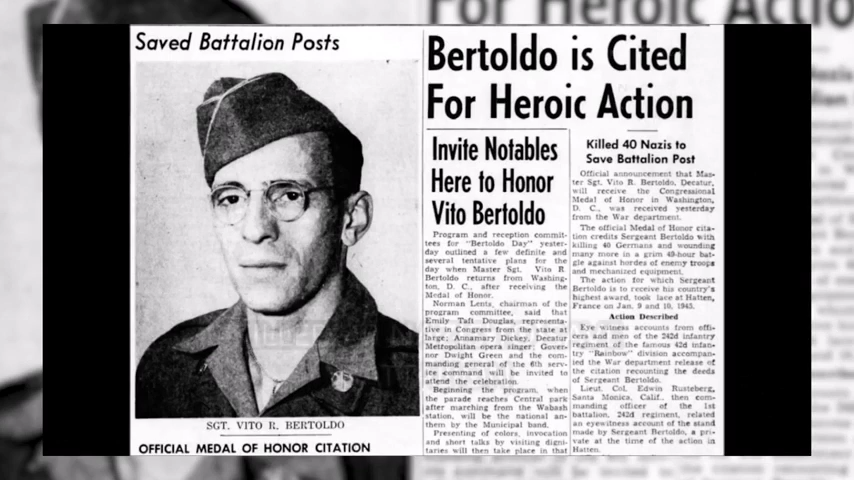 Saved Battalion Posts
SGT. VITO R. BERTOLDO
OFFICIAL MEDAL OF HONOR CITATION
Bertoldo is Cited
For Heroic Action
Invite Notables
Here to Honor
Vito Bertoldo
Program and reception commit-
tees for "Bertoldo Day" yester-
day outlined a few definite and
several tentative plans for the
day when Master Sgt. Vito R.
Bertoldo returns from Washing-
ton, D. C., after receiving the
Medal of Honor.
Norman Lents, chairman of the
program committee, said that
Emily Taft Douglas, representa-
tive in Congress from the state at
large; Annamary Dickey, Decatur
Metropolitan opera singer; Gover-
nor Dwight Green and the com-
manding general of the 6th serv-
ice command will be invited to
attend the celebration.
Beginning the program, when
the parade reaches Central park
after marching from the Wabash
station, will be the national an-
them by the Municipal band.
Presenting of colors, invocation
and short talks by visiting digni-
taries will then take place in that
Killed 40 Nazis to
Save Battalion Post
Official announcement that Mas-
ter Sgt. Vito R. Bertoldo, Decatur,
will receive the Congressional
Medal of Honor in Washington,
D. C., was received yesterday
from the War department.
The official Medal of Honor cita-
tion credits Sergeant Bertoldo with
killing 40 Germans and wounding
many more in a grim 48-hour bat-
tle against hordes of enemy troops
and mechanized equipment.
The action for which Sergeant
Bertoldo is to receive his country's
highest award, took lace at Hatten,
France on Jan. 9 and 10, 1945.
Action Described
Eye witness accounts from offi-
cers and men of the 242d infantry
regiment of the famous 42d infan-
try "Rainbow" division accompan-
ied the War department release of
the citation recounting the deeds
of Sergeant Bertoldo.
Lieut. Col. Edwin Rusteberg,
Santa Monica, Calif., then com-
manding officer of the 1st
battalion, 242d regiment, related
an eyewitness account of the stand
made by Sergeant Bertoldo, a pri-
vate at the time of the action in
Hatten.